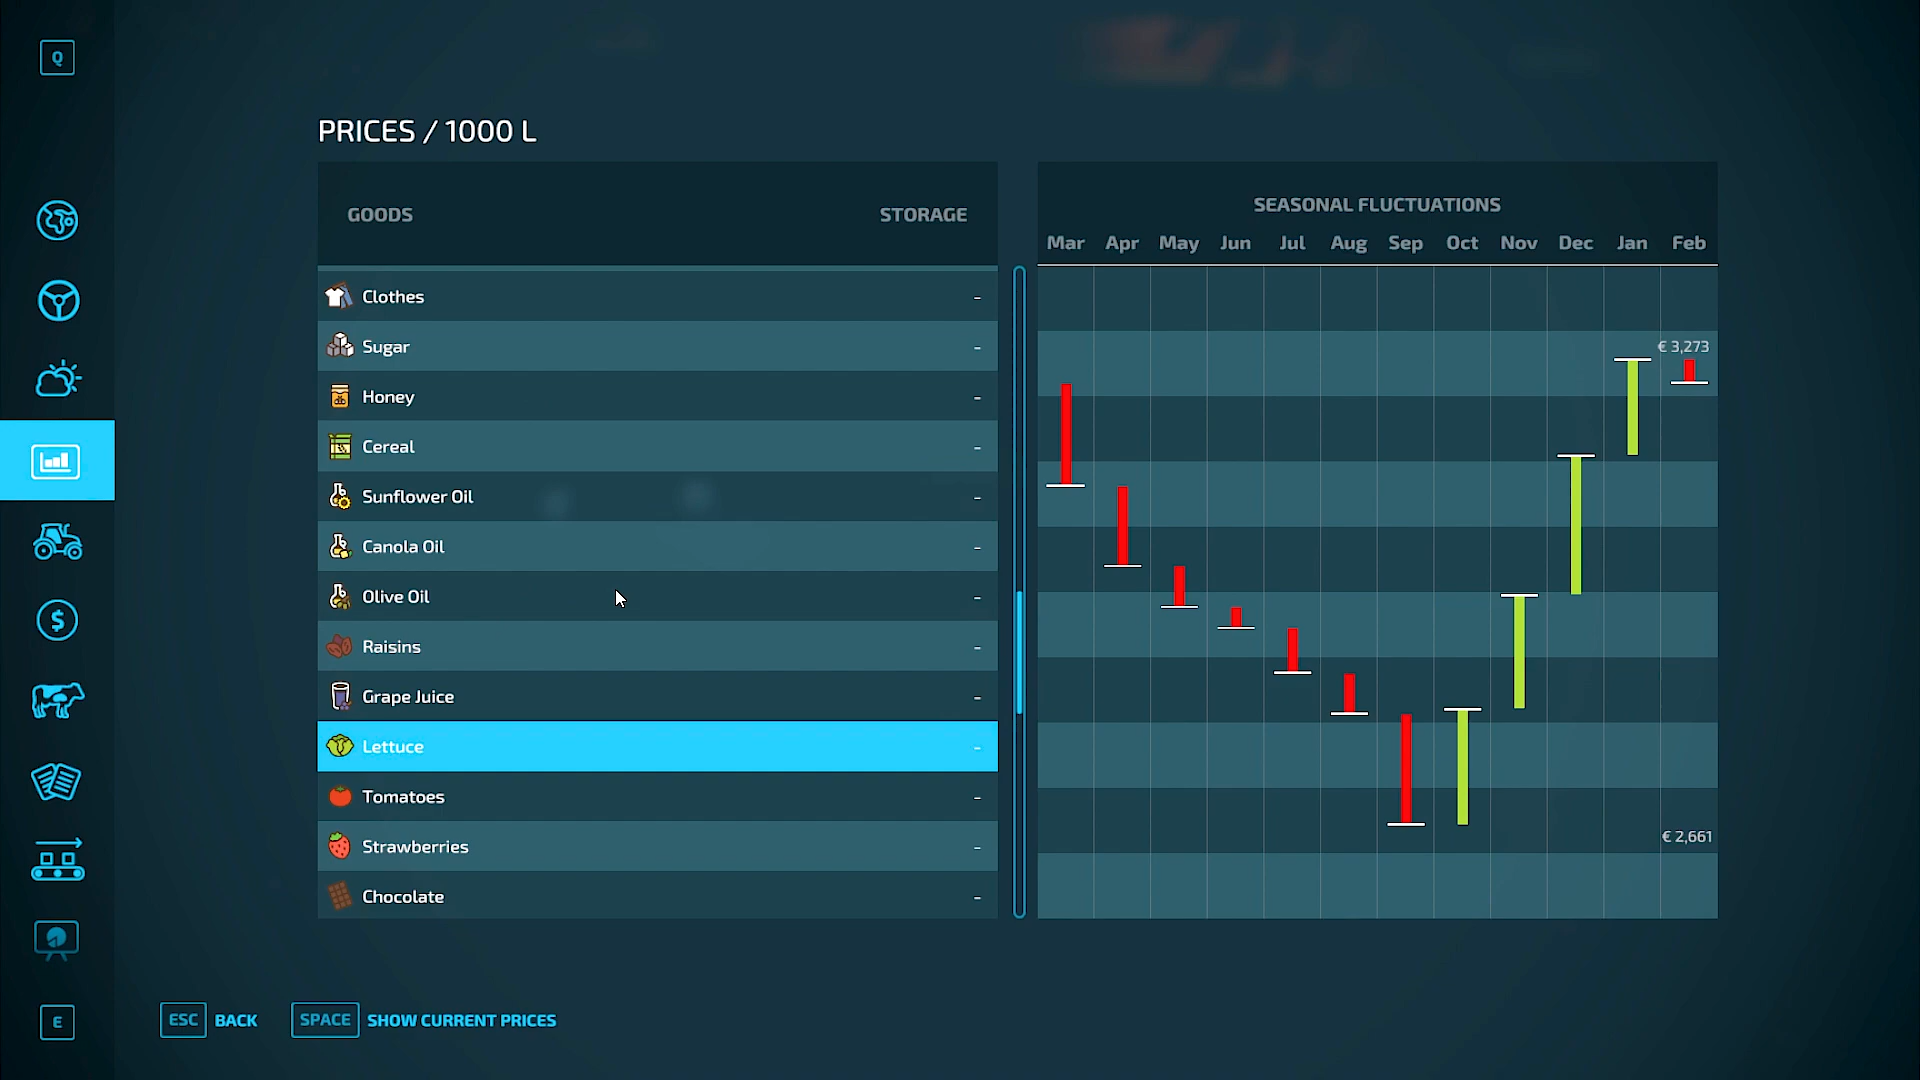 Q
PRICES / 1000 L
GOODS STORAGE
SEASONAL FLUCTUATIONS
Mar Apr May Jun Jul Aug Sep Oct Nov Dec Jan Feb
Clothes -
Sugar -
€ 3,273
Honey -
Cereal -
Sunflower Oil -
Canola Oil -
Olive Oil -
Raisins -
Grape Juice -
Lettuce -
Tomatoes -
€ 2,661
Strawberries -
Chocolate -
E
ESC BACK SPACE SHOW CURRENT PRICES